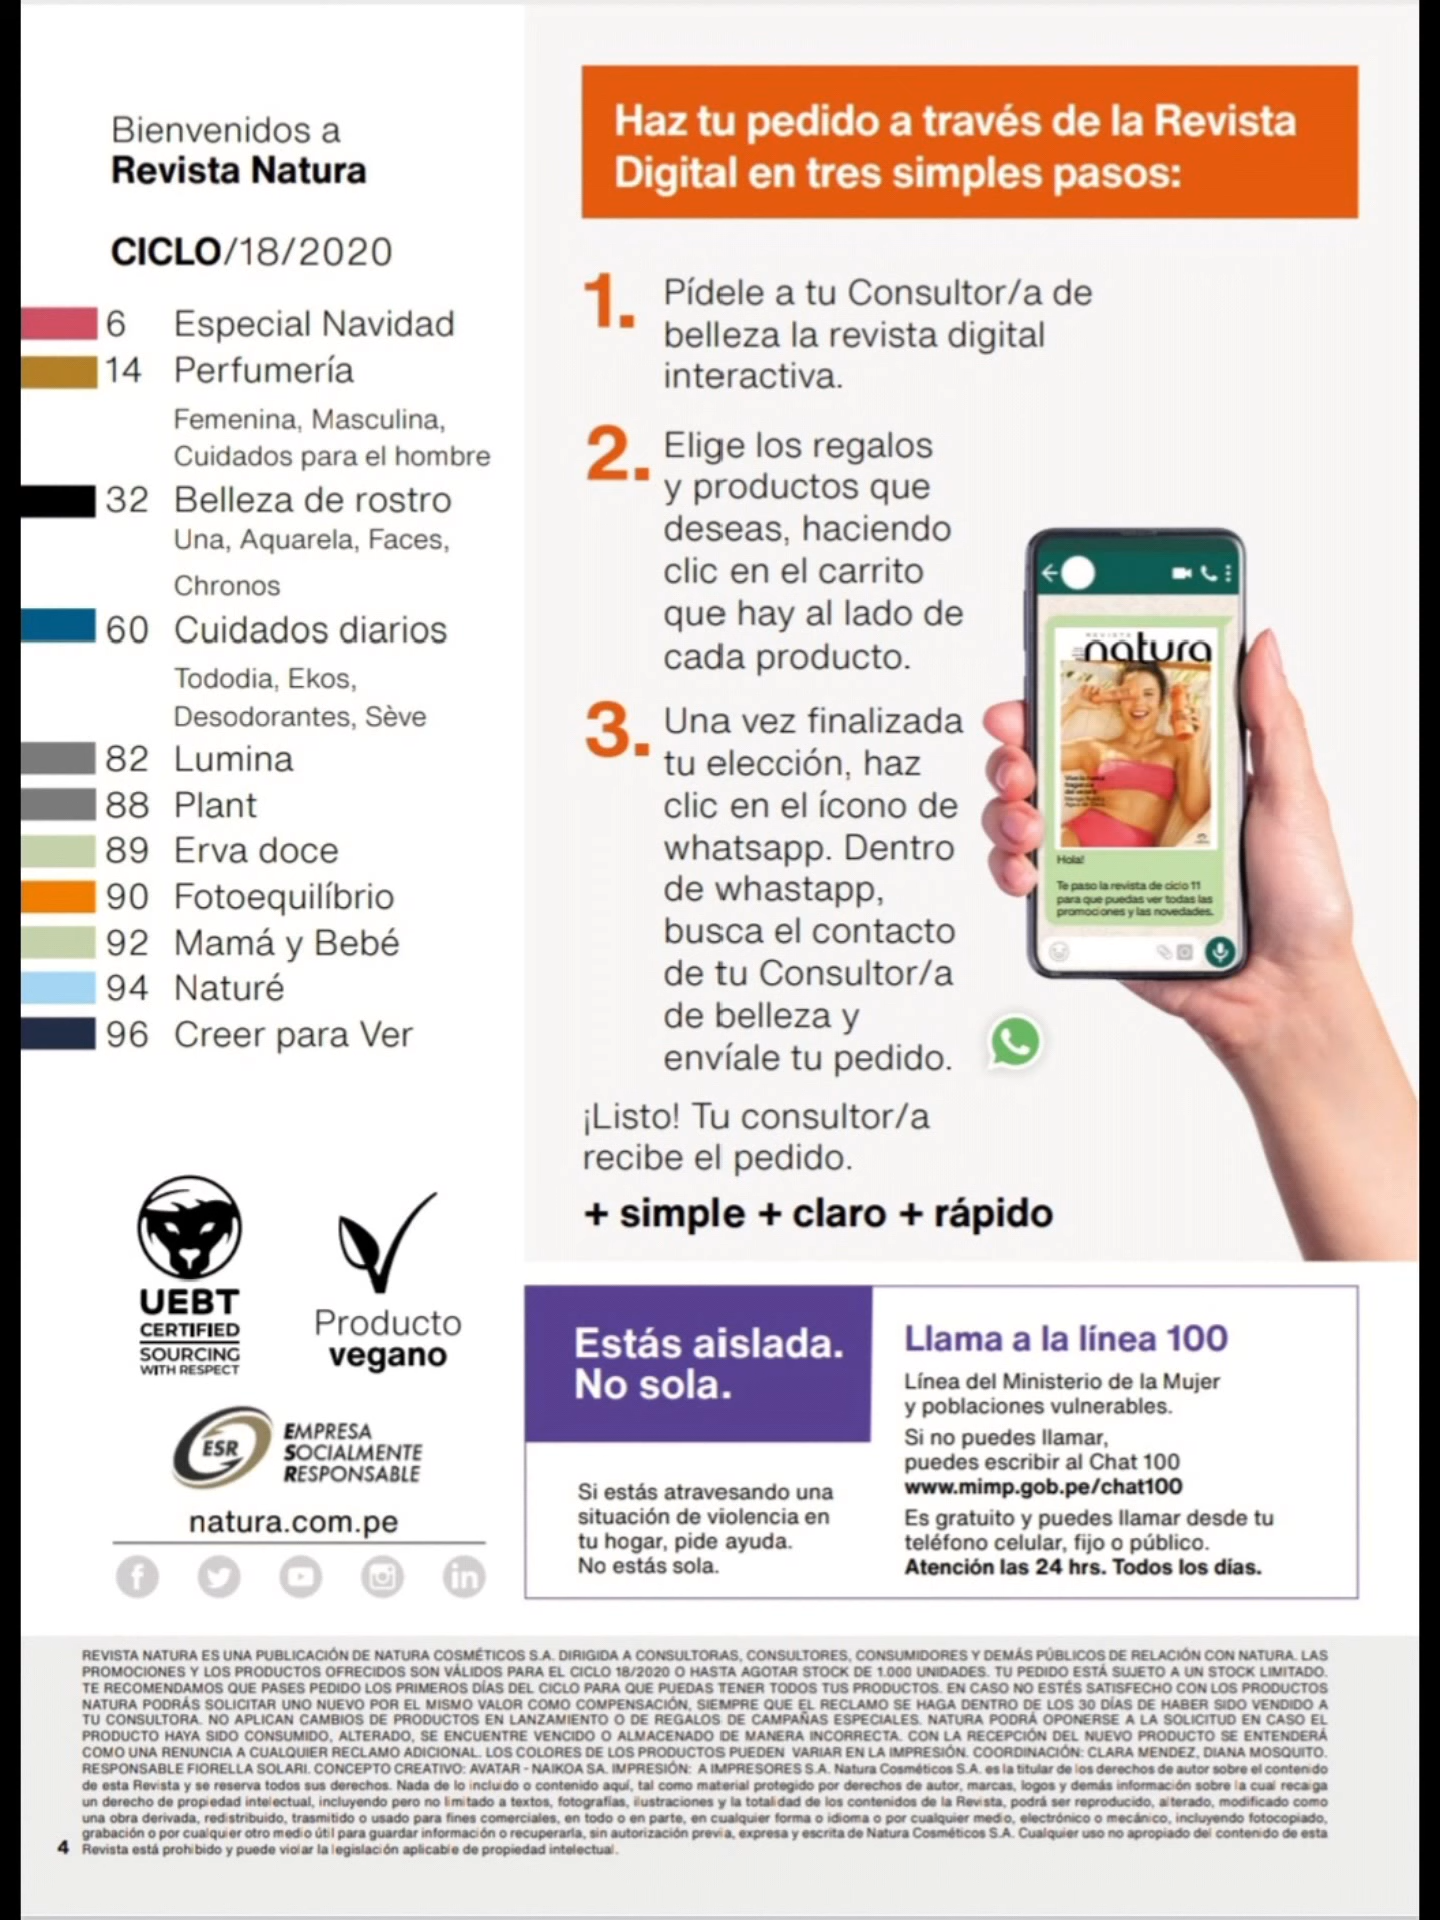 Bienvenidos a
Revista Natura
CICLO/18/2020
6 Especial Navidad
14 Perfumería
Femenina, Masculina,
Cuidados para el hombre
32 Belleza de rostro
Una, Aquarela, Faces,
Chronos
60 Cuidados diarios
Tododia, Ekos,
Desodorantes, Sève
82 Lumina
88 Plant
89 Erva doce
90 Fotoequilíbrio
92 Mamá y Bebé
94 Naturé
96 Creer para Ver
UEBT
CERTIFIED
SOURCING
WITH RESPECT
Producto
vegano
ESR
EMPRESA
SOCIALMENTE
RESPONSABLE
natura.com.pe
Haz tu pedido a través de la Revista
Digital en tres simples pasos:
1. Pídele a tu Consultor/a de
belleza la revista digital
interactiva.
2. Elige los regalos
y productos que
deseas, haciendo
clic en el carrito
que hay al lado de
cada producto.
3. Una vez finalizada
tu elección, haz
clic en el ícono de
whatsapp. Dentro
de whastapp,
busca el contacto
de tu Consultor/a
de belleza y
envíale tu pedido.
¡Listo! Tu consultor/a
recibe el pedido.
+ simple + claro + rápido
REVISTA
natura
Hola!
Te paso la revista de ciclo 11
para que puedas ver todas las
promociones y las novedades.
Estás aislada.
No sola.
Si estás atravesando una
situación de violencia en
tu hogar, pide ayuda.
No estás sola.
Llama a la línea 100
Línea del Ministerio de la Mujer
y poblaciones vulnerables.
Si no puedes llamar,
puedes escribir al Chat 100
www.mimp.gob.pe/chat100
Es gratuito y puedes llamar desde tu
teléfono celular, fijo o público.
Atención las 24 hrs. Todos los días.
REVISTA NATURA ES UNA PUBLICACIÓN DE NATURA COSMÉTICOS S.A. DIRIGIDA A CONSULTORAS, CONSULTORES, CONSUMIDORES Y DEMÁS PÚBLICOS DE RELACIÓN CON NATURA. LAS
PROMOCIONES Y LOS PRODUCTOS OFRECIDOS SON VÁLIDOS PARA EL CICLO 18/2020 O HASTA AGOTAR STOCK DE 1.000 UNIDADES. TU PEDIDO ESTÁ SUJETO A UN STOCK LIMITADO.
TE RECOMENDAMOS QUE PASES PEDIDO LOS PRIMEROS DÍAS DEL CICLO PARA QUE PUEDAS TENER TODOS TUS PRODUCTOS. EN CASO NO ESTÉS SATISFECHO CON LOS PRODUCTOS
NATURA PODRÁS SOLICITAR UNO NUEVO POR EL MISMO VALOR COMO COMPENSACIÓN, SIEMPRE QUE EL RECLAMO SE HAGA DENTRO DE LOS 30 DÍAS DE HABER SIDO VENDIDO A
TU CONSULTORA. NO APLICAN CAMBIOS DE PRODUCTOS EN LANZAMIENTO O DE REGALOS DE CAMPAÑAS ESPECIALES. NATURA PODRÁ OPONERSE A LA SOLICITUD EN CASO EL
PRODUCTO HAYA SIDO CONSUMIDO, ALTERADO, SE ENCUENTRE VENCIDO O ALMACENADO DE MANERA INCORRECTA. CON LA RECEPCIÓN DEL NUEVO PRODUCTO SE ENTENDERÁ
COMO UNA RENUNCIA A CUALQUIER RECLAMO ADICIONAL. LOS COLORES DE LOS PRODUCTOS PUEDEN VARIAR EN LA IMPRESIÓN. COORDINACIÓN: CLARA MENDEZ, DIANA MOSQUITO.
RESPONSABLE FIORELLA SOLARI. CONCEPTO CREATIVO: AVATAR - NAIKOA SA. IMPRESIÓN: A IMPRESORES S.A. Natura Cosméticos S.A. es la titular de los derechos de autor sobre el contenido
de esta Revista y se reserva todos sus derechos. Nada de lo incluido o contenido aquí, tal como material protegido por derechos de autor, marcas, logos y demás información sobre la cual recaiga
un derecho de propiedad intelectual, incluyendo pero no limitado a textos, fotografías, ilustraciones y la totalidad de los contenidos de la Revista, podrá ser reproducido, alterado, modificado como
una obra derivada, redistribuido, trasmitido o usado para fines comerciales, en todo o en parte, en cualquier forma o idioma o por cualquier medio, electrónico o mecánico, incluyendo fotocopiado,
grabación o por cualquier otro medio útil para guardar información o recuperarla, sin autorización previa, expresa y escrita de Natura Cosméticos S.A. Cualquier uso no apropiado del contenido de esta
4 Revista está prohibido y puede violar la legislación aplicable de propiedad intelectual.